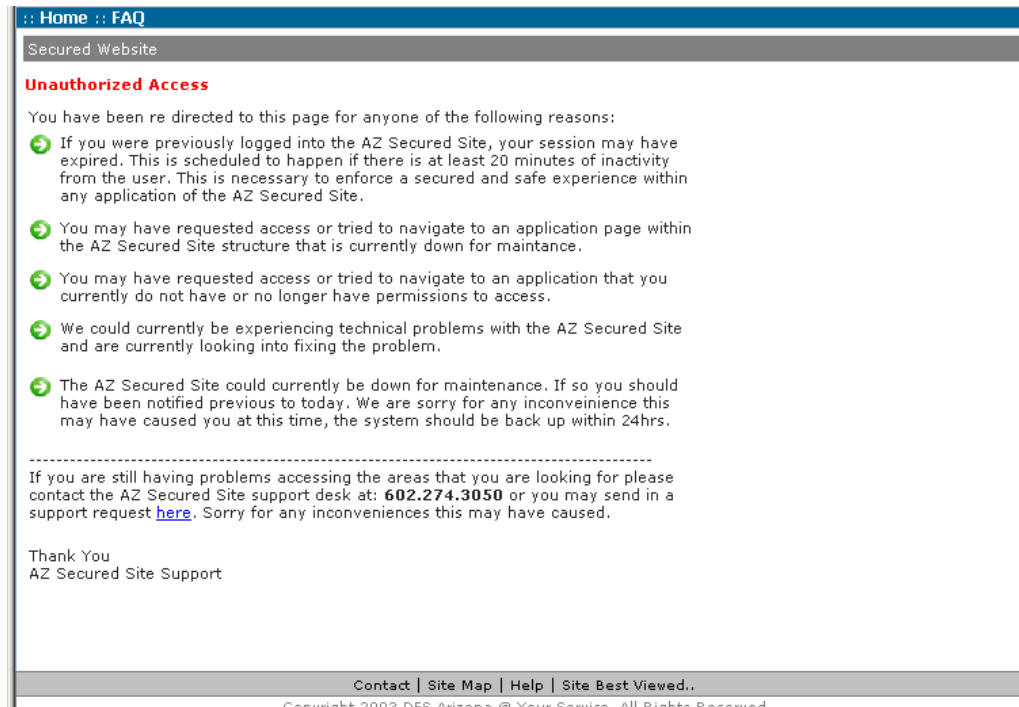 :: Home :: FAQ
Secured Website
Unauthorized Access
You have been re directed to this page for anyone of the following reasons:
If you were previously logged into the AZ Secured Site, your session may have
expired. This is scheduled to happen if there is at least 20 minutes of inactivity
from the user. This is necessary to enforce a secured and safe experience within
any application of the AZ Secured Site.
You may have requested access or tried to navigate to an application page within
the AZ Secured Site structure that is currently down for maintance.
You may have requested access or tried to navigate to an application that you
currently do not have or no longer have permissions to access.
We could currently be experiencing technical problems with the AZ Secured Site
and are currently looking into fixing the problem.
The AZ Secured Site could currently be down for maintenance. If so you should
have been notified previous to today. We are sorry for any inconveinience this
may have caused you at this time, the system should be back up within 24hrs.
--------------------------------------------------------------------------------------------
If you are still having problems accessing the areas that you are looking for please
contact the AZ Secured Site support desk at: 602.274.3050 or you may send in a
support request here. Sorry for any inconveniences this may have caused.
Thank You
AZ Secured Site Support
Contact | Site Map | Help | Site Best Viewed..
Copyright 2003 DES Arizona @ Your Service. All Rights Reserved